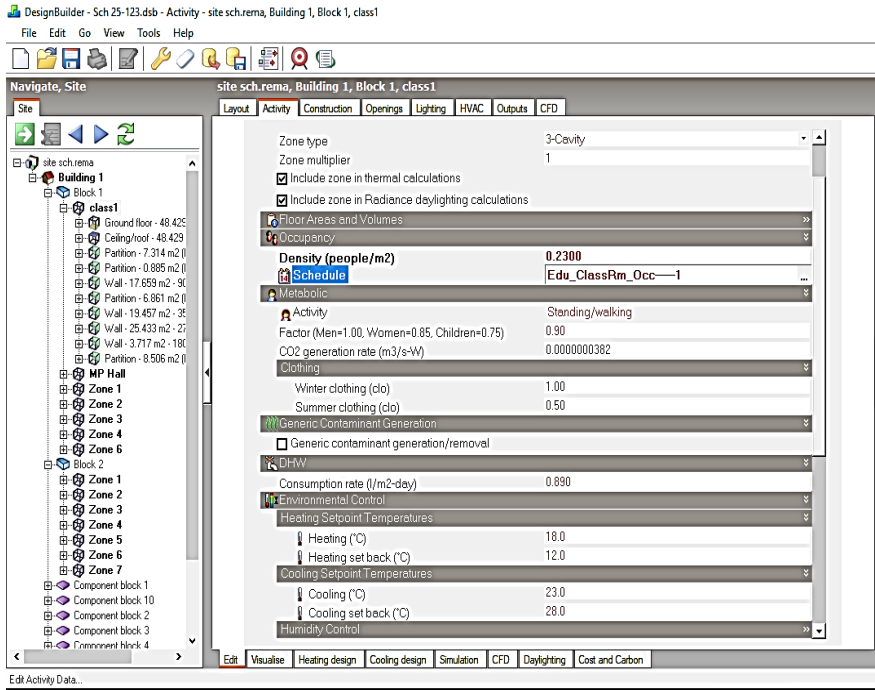 DesignBuilder - Sch 25-123.dsb - Activity - site sch.rema, Building 1, Block 1, class1
File Edit Go View Tools Help
Navigate, Site
site sch.rema, Building 1, Block 1, class1
Site
Layout Activity Construction Openings Lighting HVAC Outputs CFD
site sch.rema
Building 1
Block 1
class1
Ground floor - 48.429
Ceiling/roof - 48.429
Partition - 7.314 m2 (I
Partition - 0.885 m2 (I
Wall - 17.659 m2 - 90
Partition - 6.861 m2 (I
Wall - 19.457 m2 - 35
Wall - 25.433 m2 - 27
Wall - 3.717 m2 - 180
Partition - 8.506 m2 (I
MP Hall
Zone 1
Zone 2
Zone 3
Zone 4
Zone 6
Block 2
Zone 1
Zone 2
Zone 3
Zone 4
Zone 5
Zone 6
Zone 7
Component block 1
Component block 10
Component block 2
Component block 3
Component block 4
Zone type 3-Cavity
Zone multiplier 1
Include zone in thermal calculations
Include zone in Radiance daylighting calculations
Floor Areas and Volumes
Occupancy
Density (people/m2) 0.2300
14 Schedule Edu_ClassRm_Occ----1 ...
Metabolic
Activity Standing/walking
Factor (Men=1.00, Women=0.85, Children=0.75) 0.90
CO2 generation rate (m3/s-W) 0.0000000382
Clothing
Winter clothing (clo) 1.00
Summer clothing (clo) 0.50
Generic Contaminant Generation
Generic contaminant generation/removal
DHW
Consumption rate (l/m2-day) 0.890
Environmental Control
Heating Setpoint Temperatures
Heating (°C) 18.0
Heating set back (°C) 12.0
Cooling Setpoint Temperatures
Cooling (°C) 23.0
Cooling set back (°C) 28.0
Humidity Control
Edit Visualise Heating design Cooling design Simulation CFD Daylighting Cost and Carbon
Edit Activity Data...